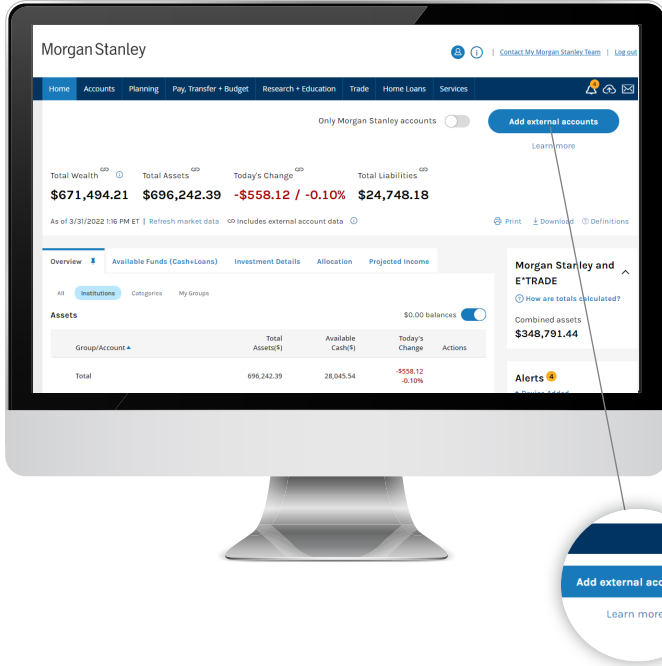 Morgan Stanley
Contact My Morgan Stanley Team | Log out
Home Accounts Planning Pay, Transfer + Budget Research + Education Trade Home Loans Services 4
Only Morgan Stanley accounts Add external accounts
Learn more
Total Wealth Total Assets Today's Change Total Liabilities
$671,494.21 $696,242.39 -$558.12 / -0.10% $24,748.18
As of 3/31/2022 1:16 PM ET | Refresh market data Includes external account data Print Download Definitions
Overview Available Funds (Cash+Loans) Investment Details Allocation Projected Income
All Institutions Categories My Groups
Assets $0.00 balances
Group/Account Total Assets($) Available Cash($) Today's Change Actions
Total 696,242.39 28,045.54 -$558.12
-0.10%
Morgan Stanley and
E*TRADE
How are totals calculated?
Combined assets
$348,791.44
Alerts 4
Device Added
Add external acc
Learn more